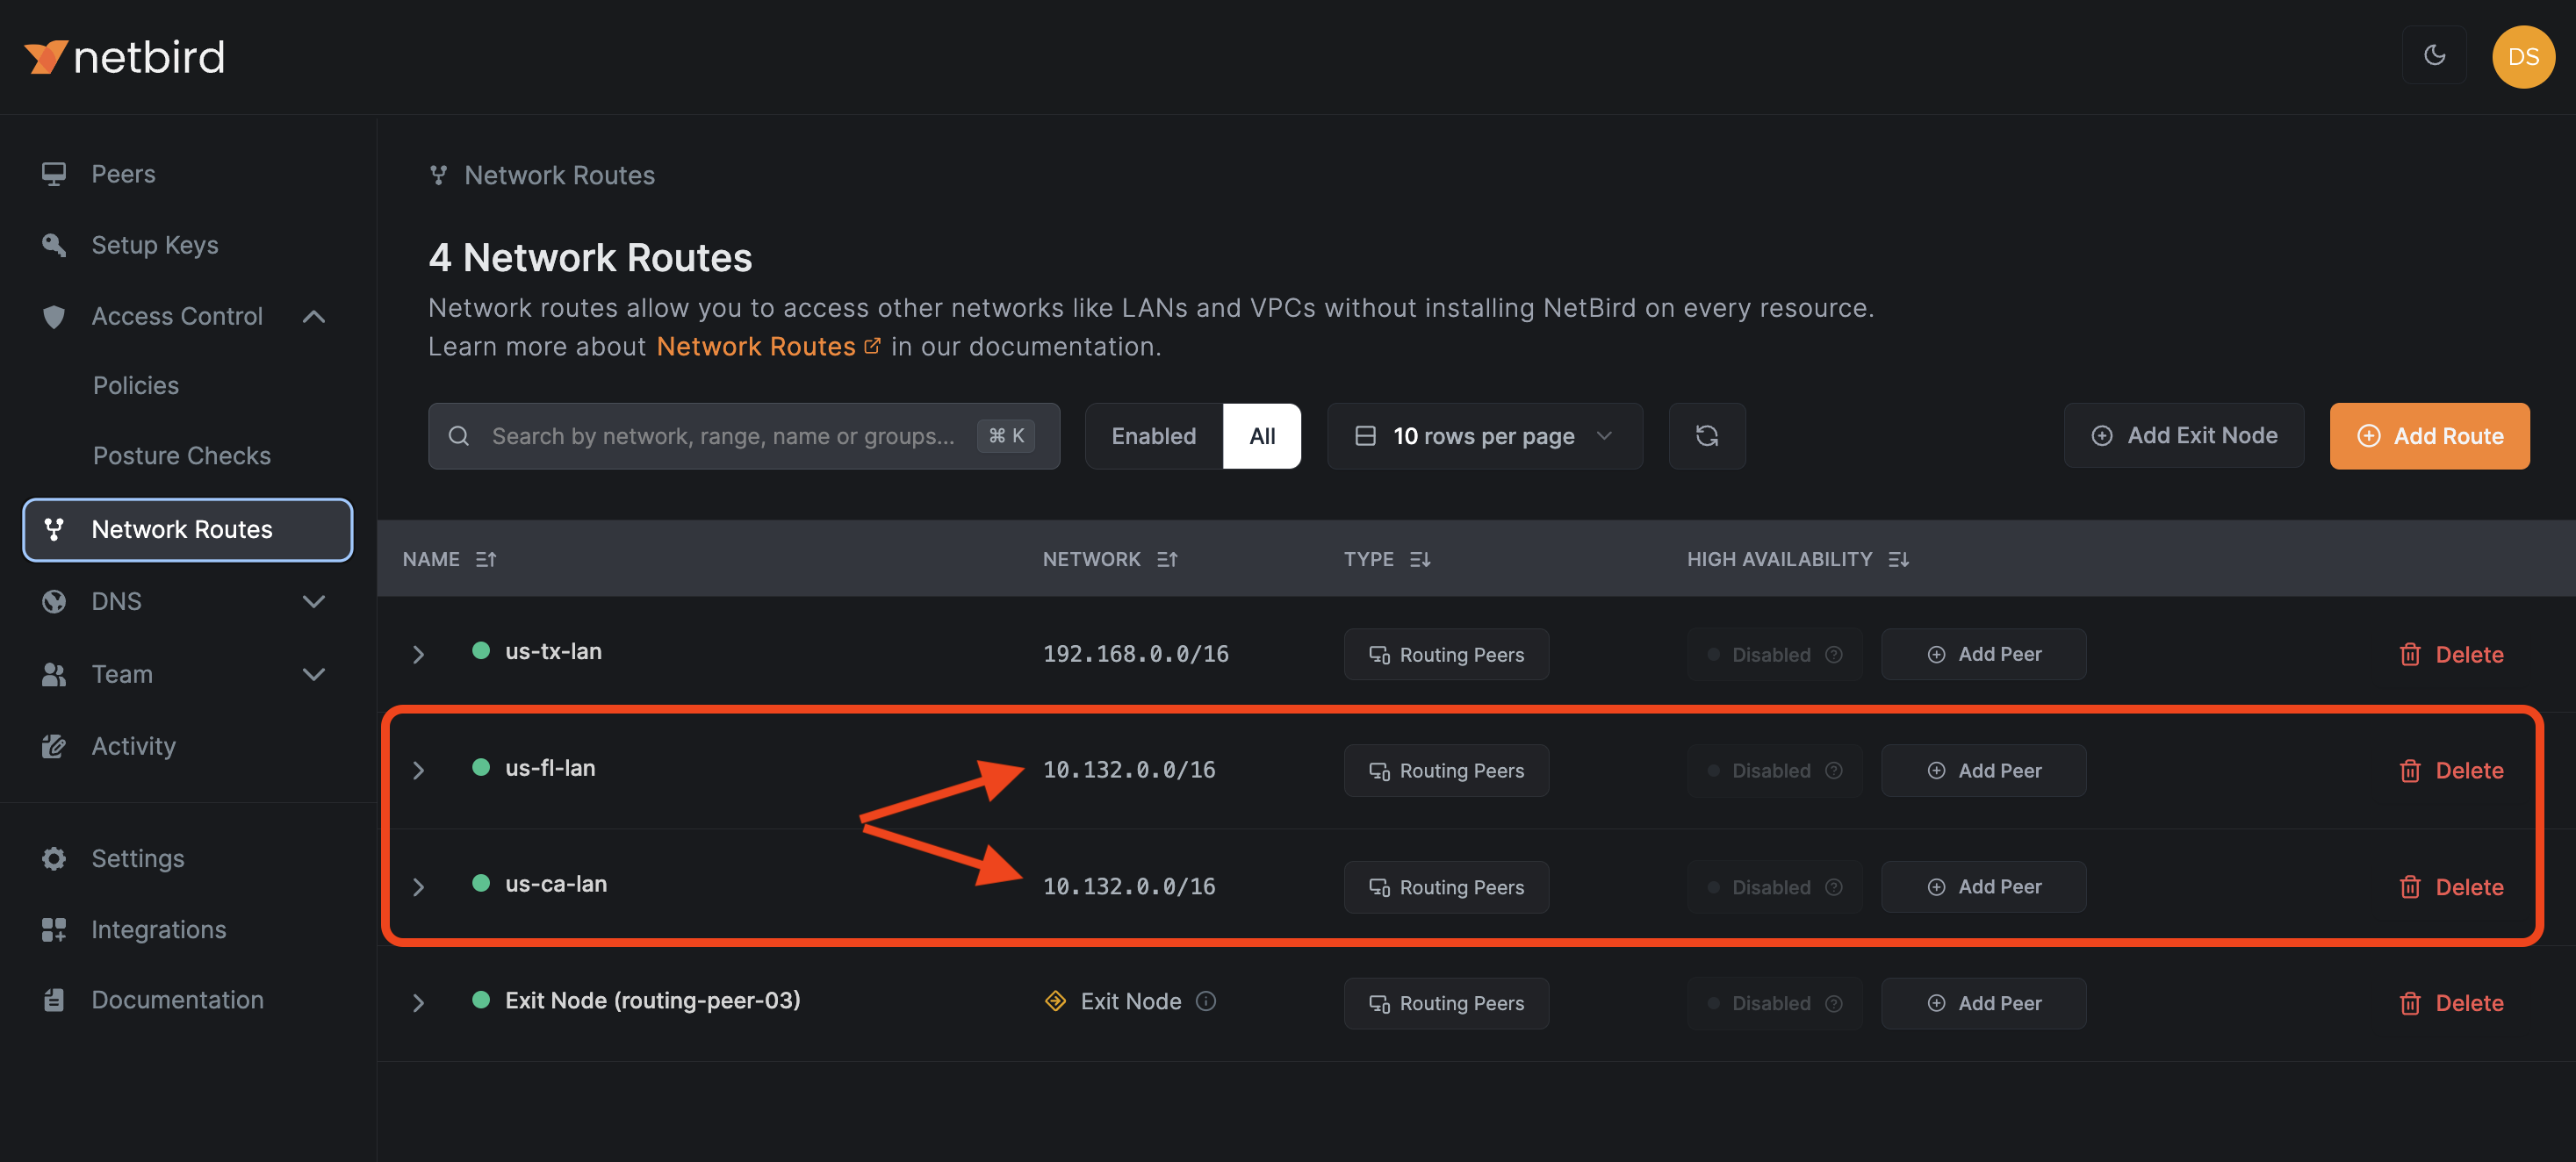 netbird
DS
Peers
Setup Keys
Access Control
Policies
Posture Checks
Network Routes
DNS
Team
Activity
Settings
Integrations
Documentation
Network Routes
4 Network Routes
Network routes allow you to access other networks like LANs and VPCs without installing NetBird on every resource.
Learn more about Network Routes in our documentation.
Search by network, range, name or groups... ⌘ K Enabled All 10 rows per page Add Exit Node Add Route
NAME NETWORK TYPE HIGH AVAILABILITY
us-tx-lan 192.168.0.0/16 Routing Peers Disabled Add Peer Delete
us-fl-lan 10.132.0.0/16 Routing Peers Disabled Add Peer Delete
us-ca-lan 10.132.0.0/16 Routing Peers Disabled Add Peer Delete
Exit Node (routing-peer-03) Exit Node Routing Peers Disabled Add Peer Delete